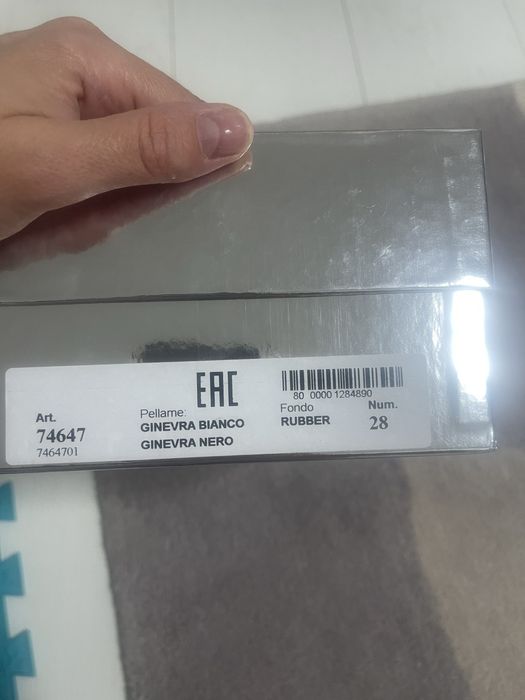 EAC
80 0000 1284890
Art.
74647
7464701
Pellame:
GINEVRA BIANCO
GINEVRA NERO
Fondo
RUBBER
Num.
28